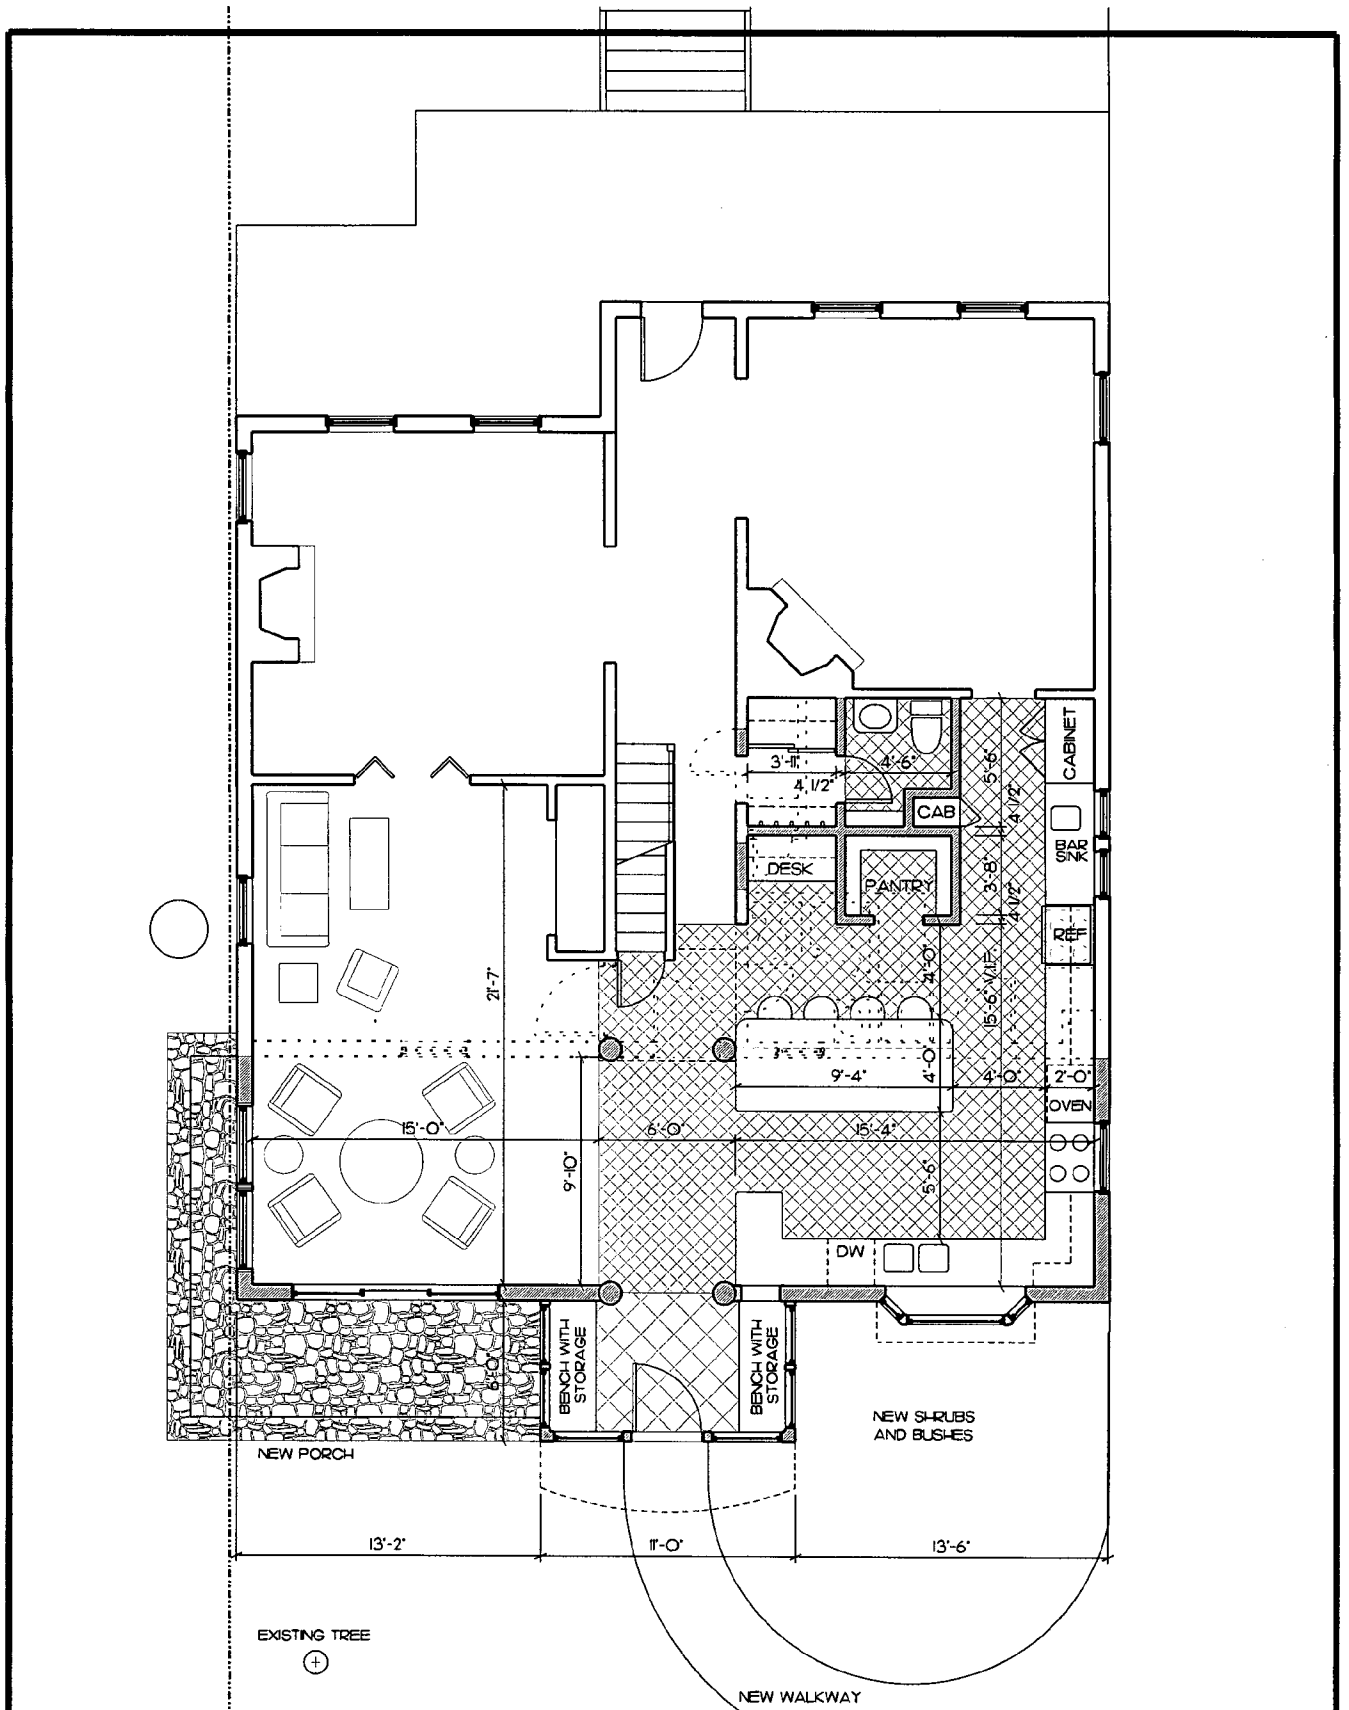 CABINET
5'-6"
3'-11"
4'-6"
4 1/2"
4 1/2"
CAB
BAR
SINK
DESK
PANTRY
3'-8"
4 1/2"
REF
21'-7"
4'-0"
15'-6" V.I.F.
9'-4"
4'-0"
4'-0"
2'-0"
OVEN
15'-0"
6'-0"
15'-4"
9'-10"
5'-6"
DW
BENCH WITH
STORAGE
BENCH WITH
STORAGE
6'-0"
NEW SHRUBS
AND BUSHES
NEW PORCH
13'-2"
11'-0"
13'-6"
EXISTING TREE
NEW WALKWAY